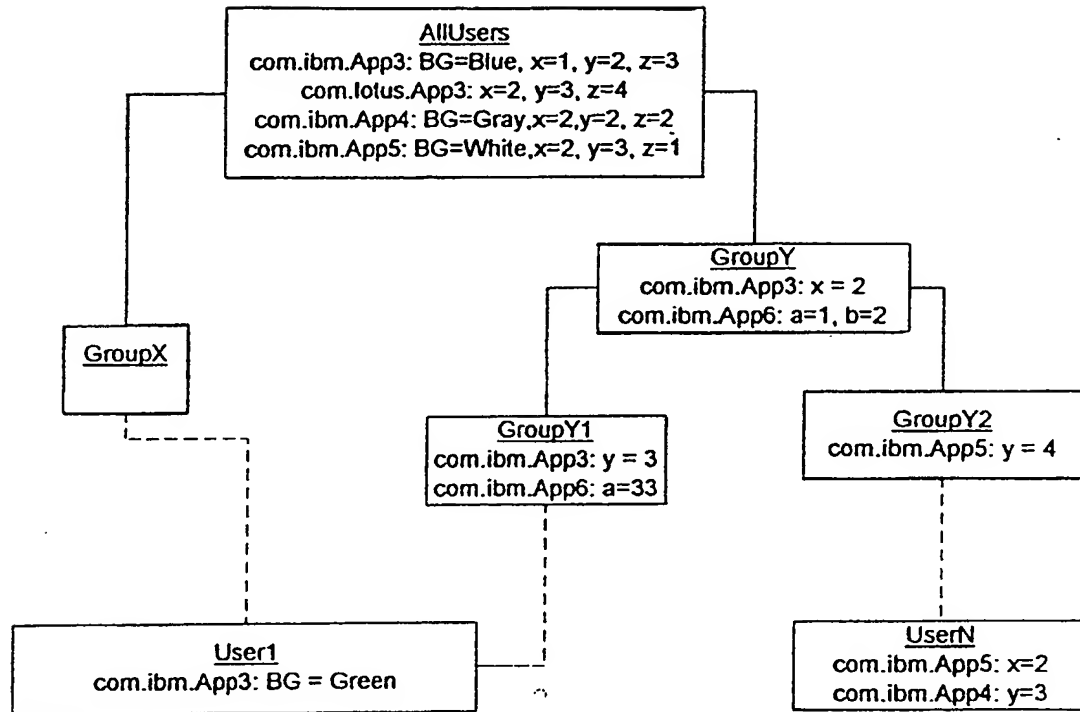 AllUsers
com.ibm.App3: BG=Blue, x=1, y=2, z=3
com.lotus.App3: x=2, y=3, z=4
com.ibm.App4: BG=Gray,x=2,y=2, z=2
com.ibm.App5: BG=White,x=2, y=3, z=1
GroupY
com.ibm.App3: x = 2
com.ibm.App6: a=1, b=2
GroupX
GroupY1
com.ibm.App3: y = 3
com.ibm.App6: a=33
GroupY2
com.ibm.App5: y = 4
User1
com.ibm.App3: BG = Green
UserN
com.ibm.App5: x=2
com.ibm.App4: y=3